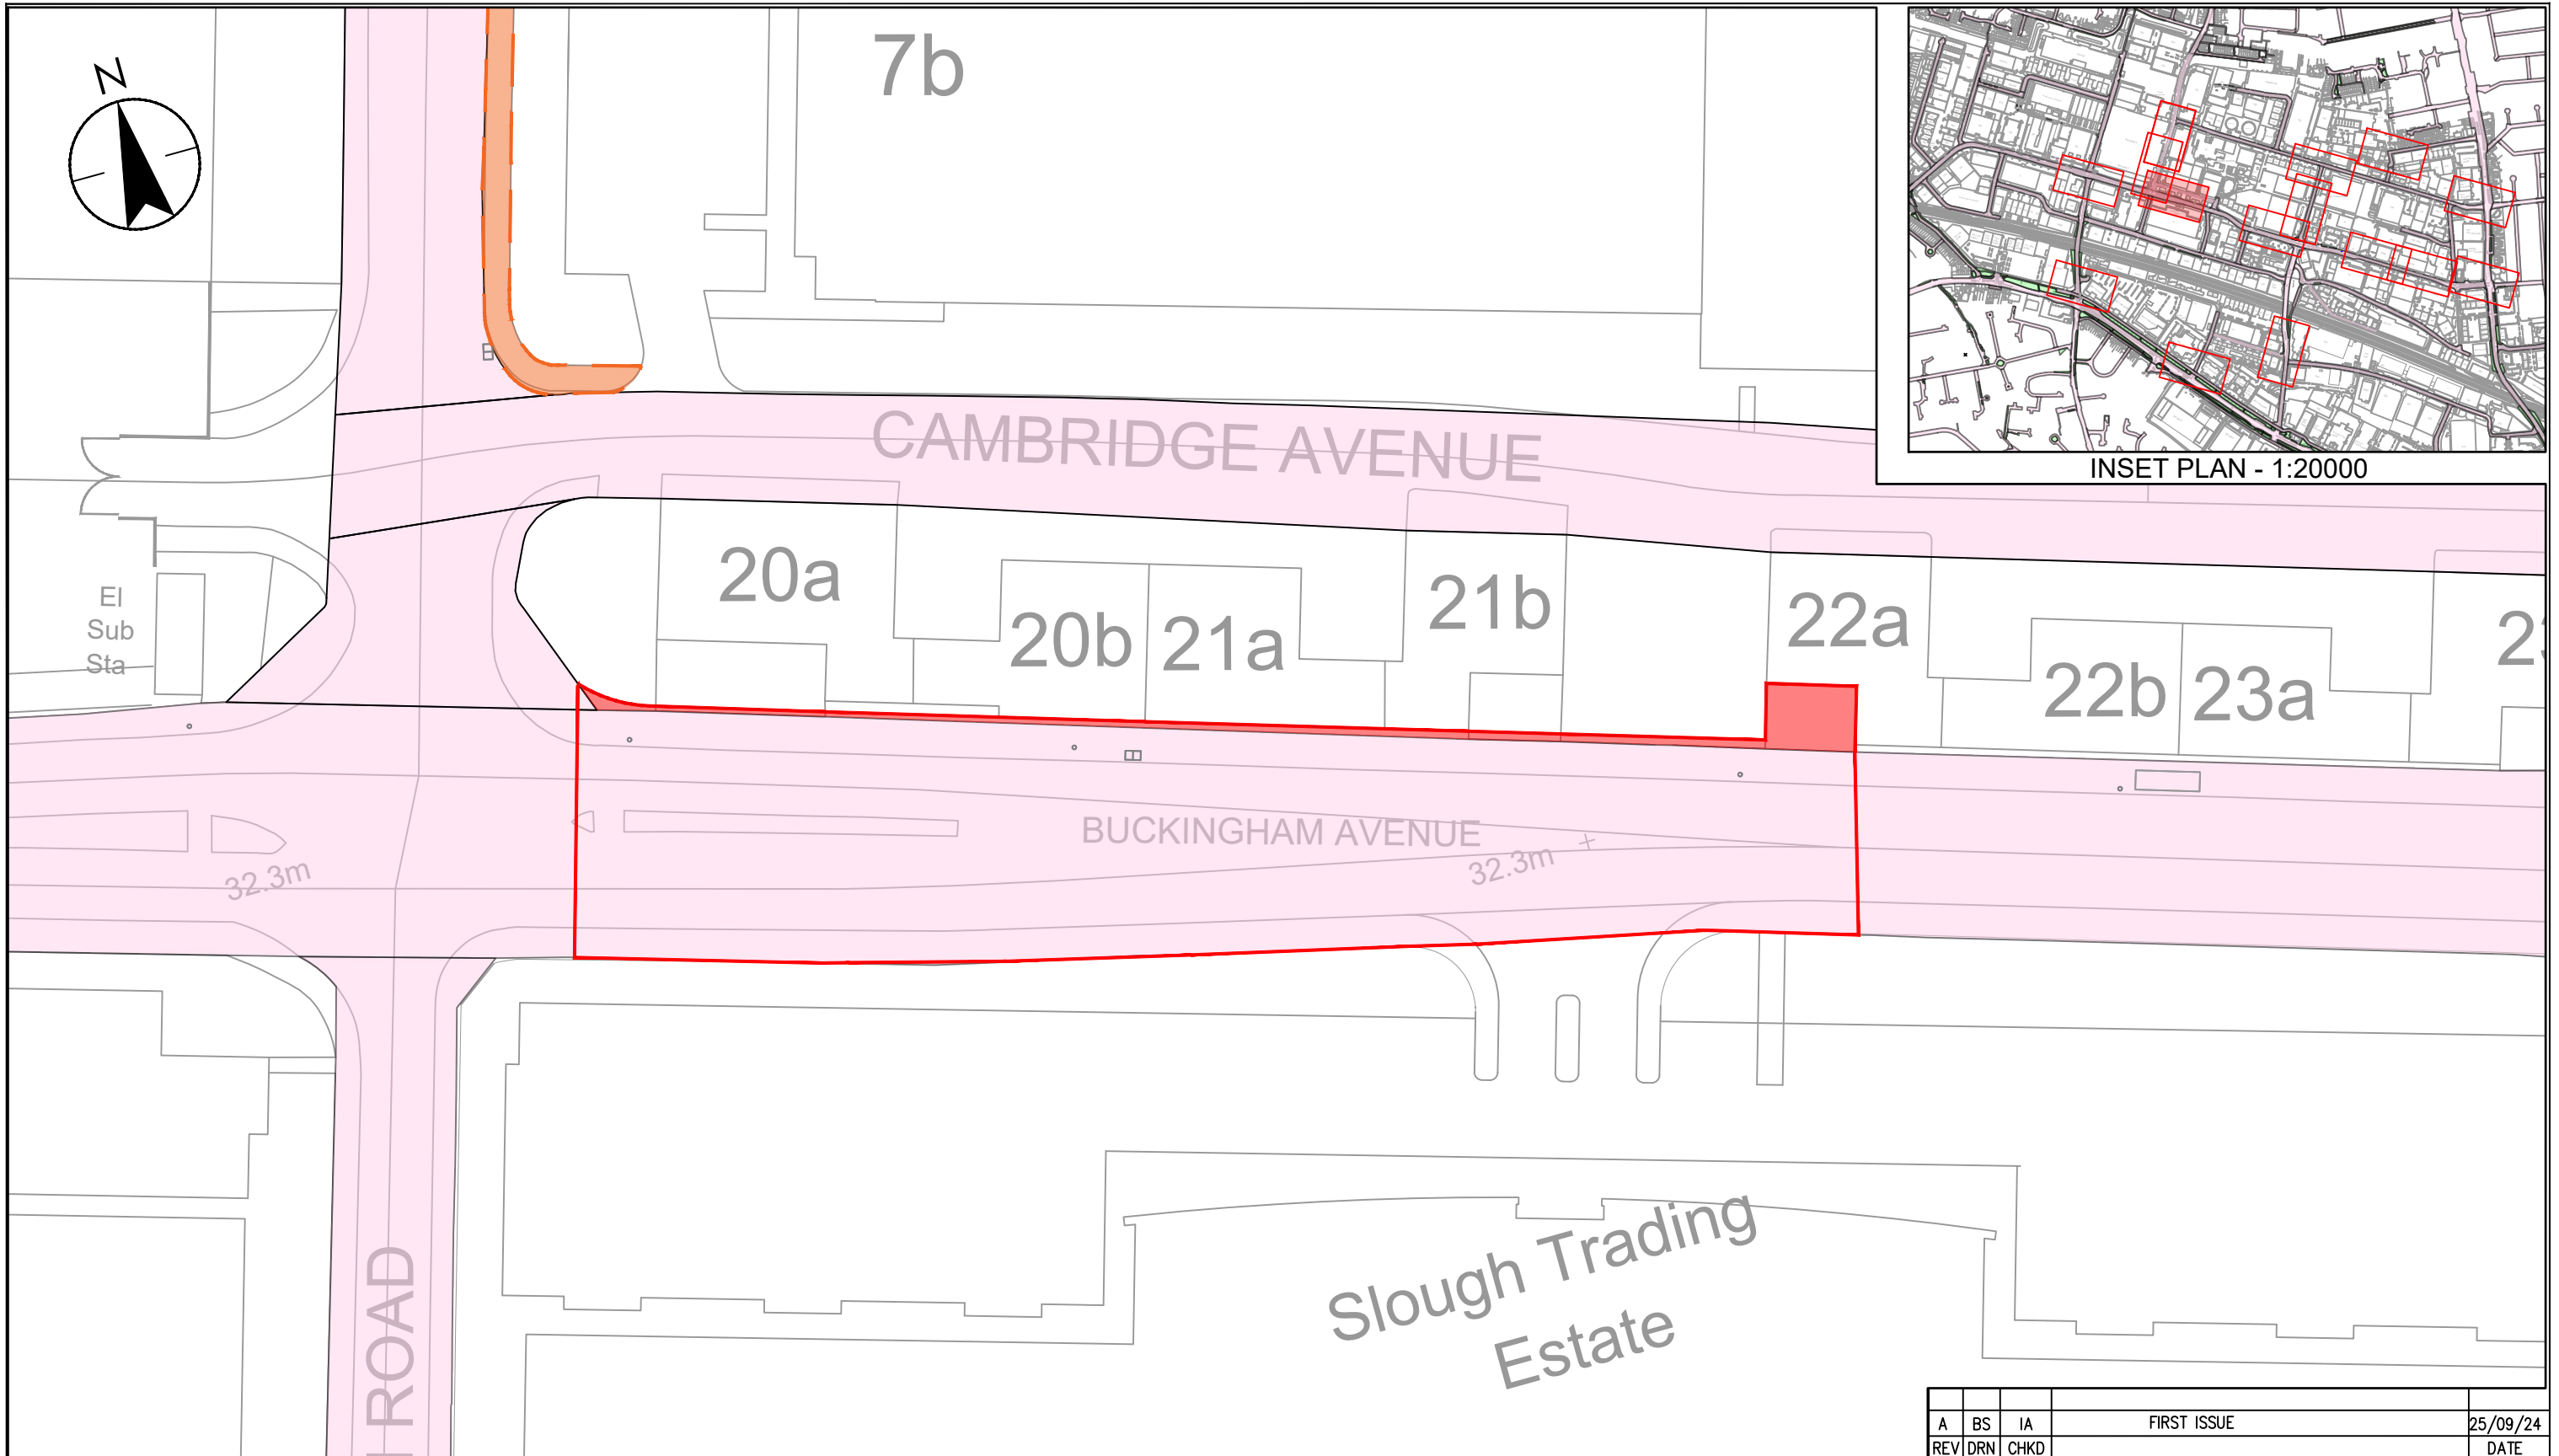 N
7b
INSET PLAN - 1:20000
CAMBRIDGE AVENUE
20a
20b
21a
21b
22a
22b
23a
El
Sub
Sta
BUCKINGHAM AVENUE
32.3m
32.3m
ROAD
Slough Trading
Estate
A BS IA FIRST ISSUE 25/09/24
REV DRN CHKD DATE